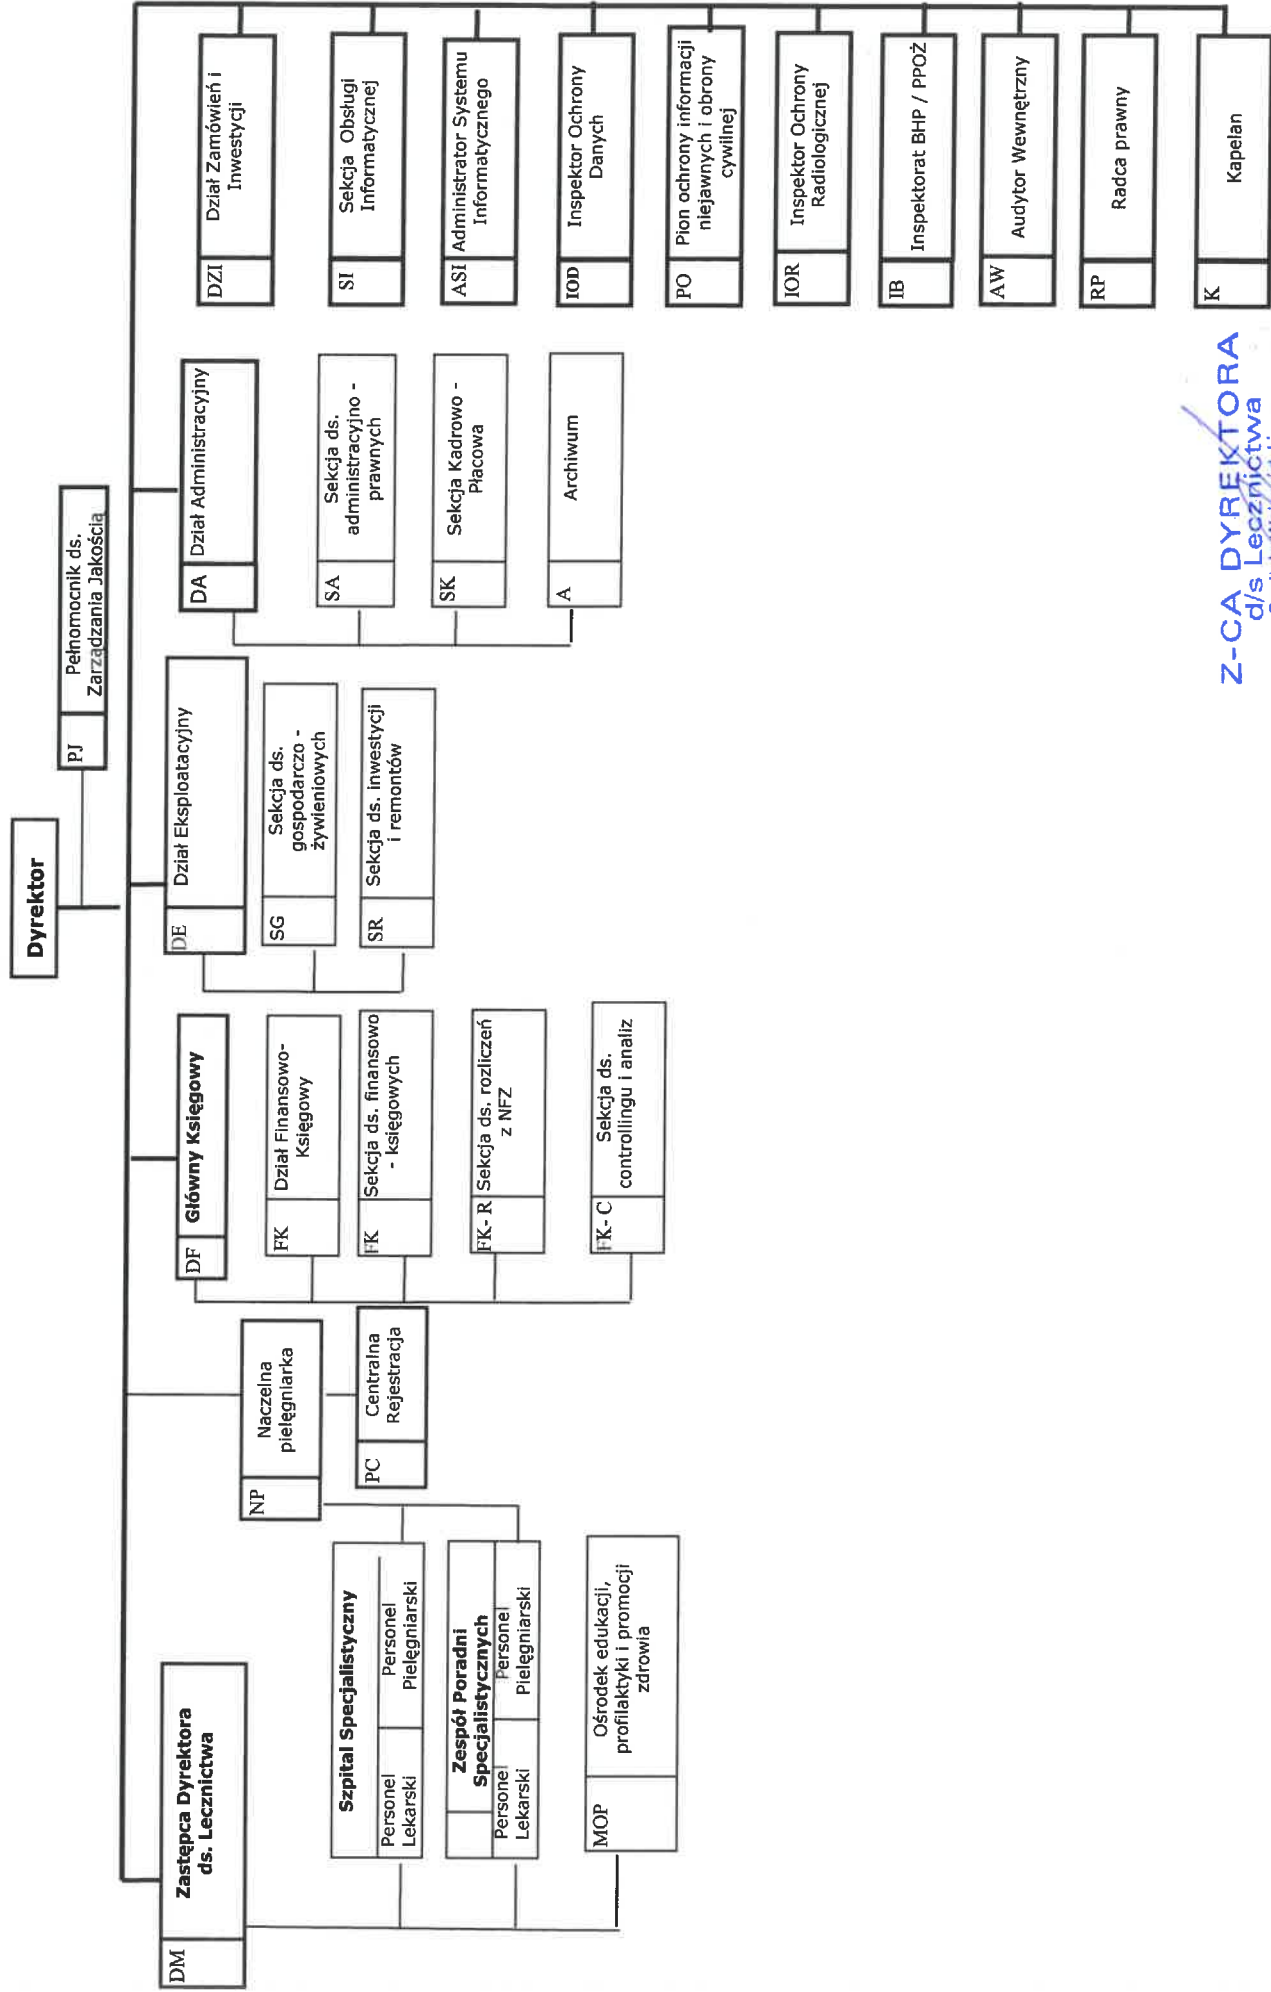 Dyrektor
PJ
Pełnomocnik ds.
Zarządzania Jakością
DM
Zastępca Dyrektora
ds. Lecznictwa
Szpital Specjalistyczny
Personel
Lekarski
Personel
Pielęgniarski
Zespół Poradni
Specjalistycznych
Personel
Lekarski
Personel
Pielęgniarski
MOP
Ośrodek edukacji,
profilaktyki i promocji
zdrowia
NP
Naczelna
pielęgniarka
PC
Centralna
Rejestracja
DF
Główny Księgowy
FK
Dział Finansowo-
Księgowy
FK
Sekcja ds. finansowo
- księgowych
FK- R
Sekcja ds. rozliczeń
z NFZ
FK- C
Sekcja ds.
controllingu i analiz
DE
Dział Eksploatacyjny
SG
Sekcja ds.
gospodarczo -
żywieniowych
SR
Sekcja ds. inwestycji
i remontów
DA
Dział Administracyjny
SA
Sekcja ds.
administracyjno -
prawnych
SK
Sekcja Kadrowo -
Płacowa
A
Archiwum
DZI
Dział Zamówień i
Inwestycji
SI
Sekcja Obsługi
Informatycznej
ASI
Administrator Systemu
Informatycznego
IOD
Inspektor Ochrony
Danych
PO
Pion ochrony informacji
niejawnych i obrony
cywilnej
IOR
Inspektor Ochrony
Radiologicznej
IB
Inspektorat BHP / PPOŻ
AW
Audytor Wewnętrzny
RP
Radca prawny
K
Kapelan
Z-CA DYREKTORA
d/s Lecznictwa